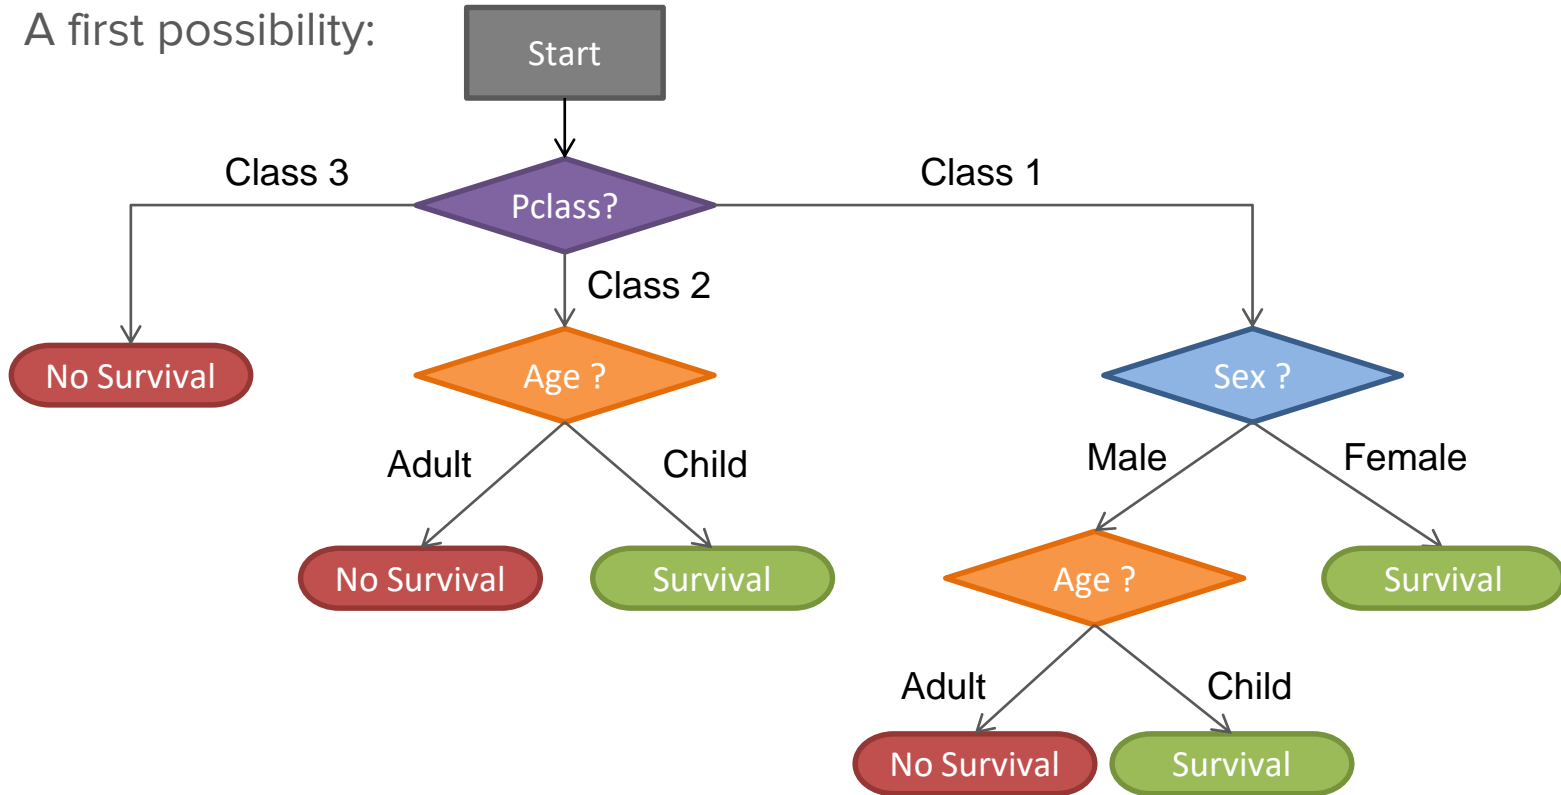 A first possibility:
Start
Class 3
Class 1
Pclass?
Class 2
No Survival
Age ?
Sex ?
Adult
Child
Male
Female
No Survival
Survival
Age ?
Survival
Adult
Child
No Survival
Survival